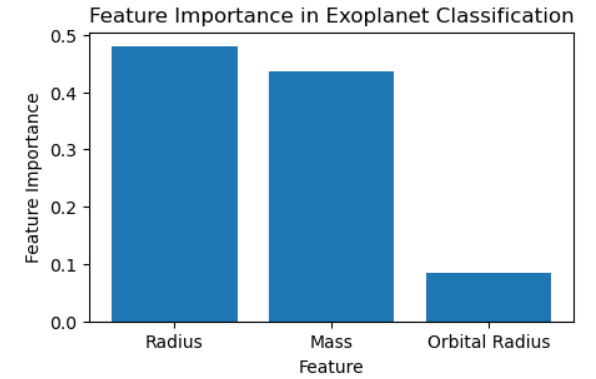 Feature Importance in Exoplanet Classification
0.5
0.4
0.3
0.2
0.1
0.0
Feature Importance
Radius Mass Orbital Radius
Feature